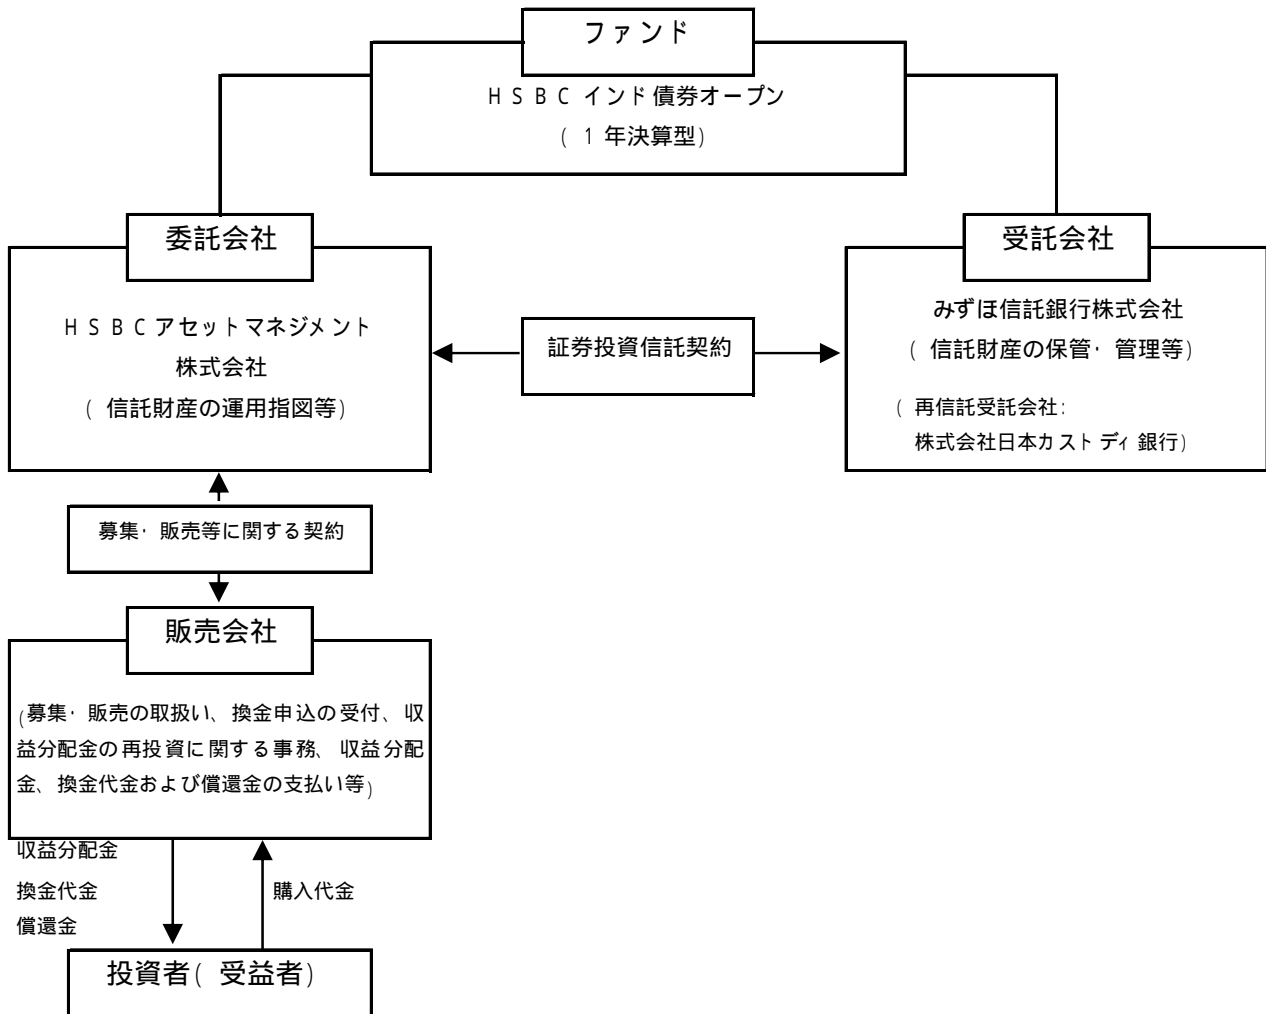 ファンド
HSBCインド債券オープン
(1年決算型)
委託会社
HSBCアセットマネジメント
株式会社
(信託財産の運用指図等)
証券投資信託契約
受託会社
みずほ信託銀行株式会社
(信託財産の保管・管理等)
(再信託受託会社:
株式会社日本カストディ銀行)
募集・販売等に関する契約
販売会社
(募集・販売の取扱い、換金申込の受付、収
益分配金の再投資に関する事務、収益分配
金、換金代金および償還金の支払い等)
収益分配金
換金代金
償還金
購入代金
投資者(受益者)